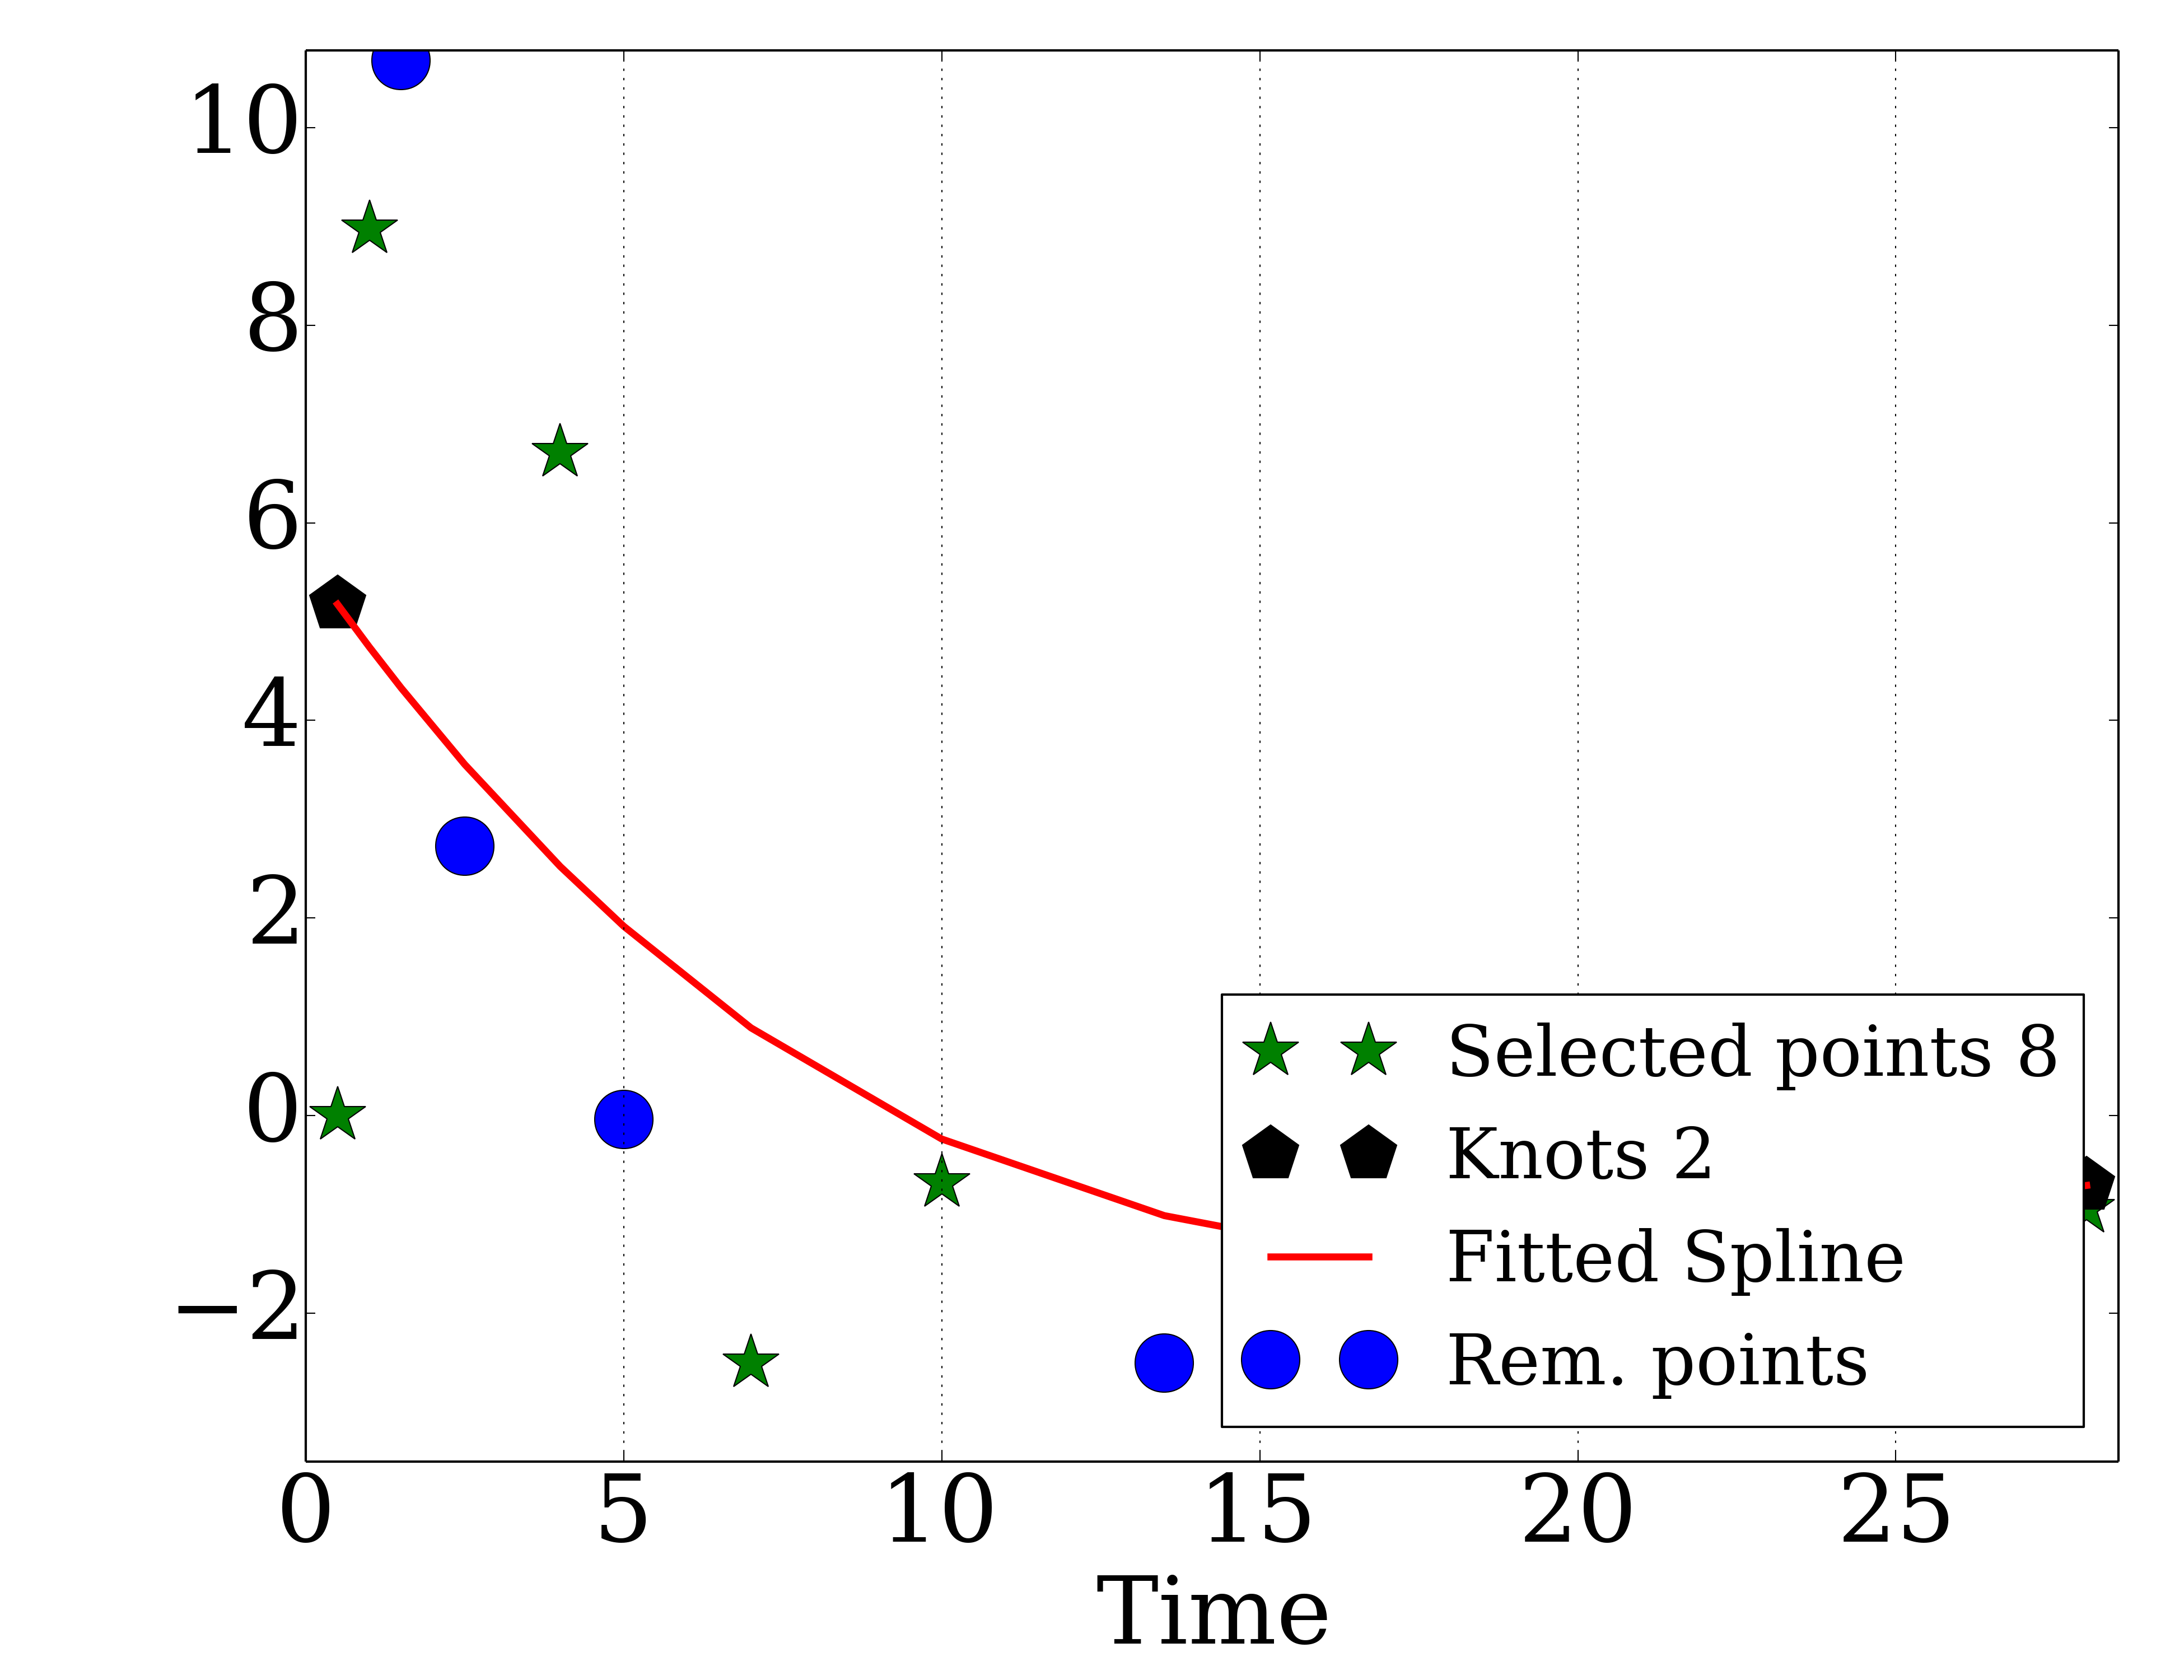 10
8
6
4
2
0
−2
Selected points 8
Knots 2
Fitted Spline
Rem. points
0 5 10 15 20 25
Time